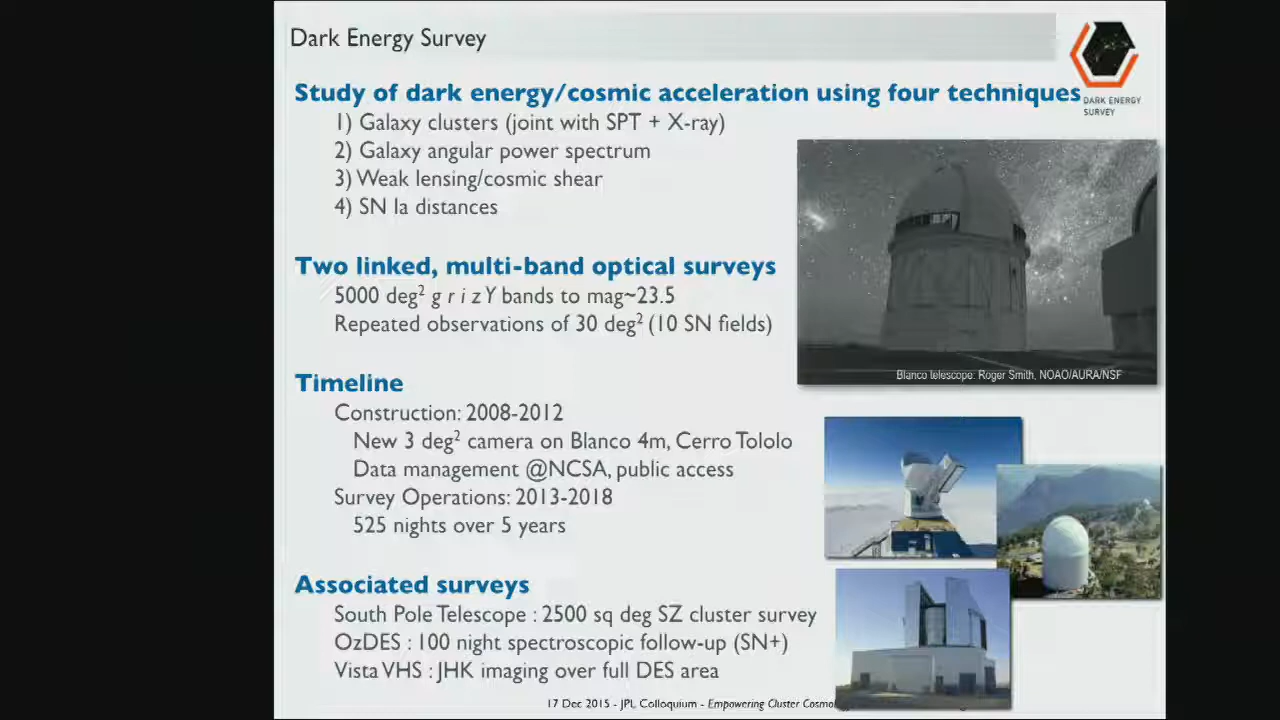 Dark Energy Survey
DARK ENERGY
SURVEY
Study of dark energy/cosmic acceleration using four techniques
1) Galaxy clusters (joint with SPT + X-ray)
2) Galaxy angular power spectrum
3) Weak lensing/cosmic shear
4) SN Ia distances
Two linked, multi-band optical surveys
5000 deg² g r i z Y bands to mag~23.5
Repeated observations of 30 deg² (10 SN fields)
Blanco telescope: Roger Smith, NOAO/AURA/NSF
Timeline
Construction: 2008-2012
New 3 deg² camera on Blanco 4m, Cerro Tololo
Data management @NCSA, public access
Survey Operations: 2013-2018
525 nights over 5 years
Associated surveys
South Pole Telescope : 2500 sq deg SZ cluster survey
OzDES : 100 night spectroscopic follow-up (SN+)
Vista VHS : JHK imaging over full DES area
17 Dec 2015 - JPL Colloquium - Empowering Cluster